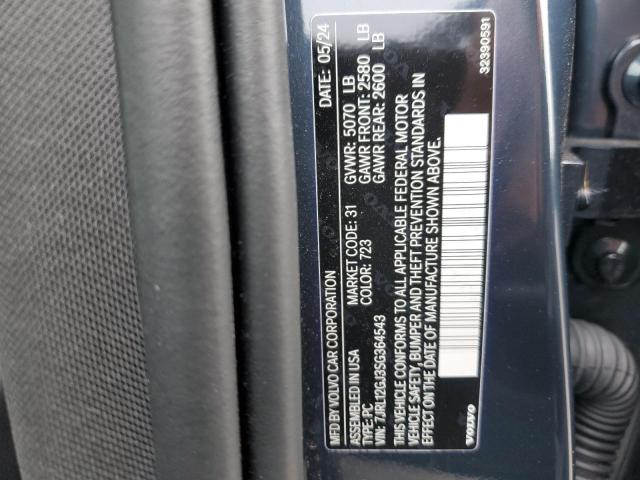 MFD BY VOLVO CAR CORPORATION DATE: 05/24
ASSEMBLED IN USA MARKET CODE: 31 GVWR: 5070 LB
TYPE: PC COLOR: 723 GAWR FRONT: 2580 LB
VIN: 7JRL12GJ3SG364543 GAWR REAR: 2600 LB
THIS VEHICLE CONFORMS TO ALL APPLICABLE FEDERAL MOTOR
VEHICLE SAFETY, BUMPER AND THEFT PREVENTION STANDARDS IN
EFFECT ON THE DATE OF MANUFACTURE SHOWN ABOVE.
VOLVO 32390591